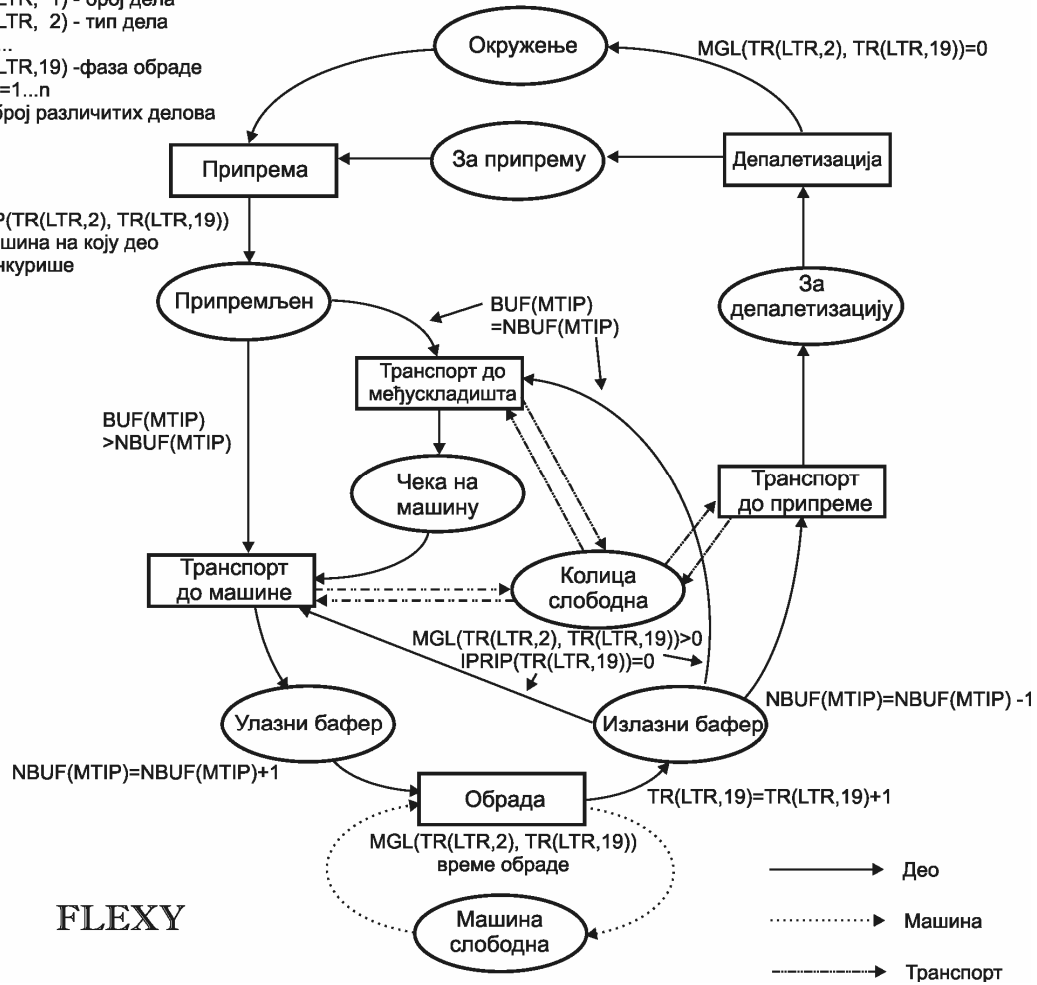 LTR, 1) - број дела
LTR, 2) - тип дела
...
LTR,19) -фаза обраде
=1...n
број различитих делова
Окружење
MGL(TR(LTR,2), TR(LTR,19))=0
Припрема
За припрему
Депалетизација
P(TR(LTR,2), TR(LTR,19))
шина на коју део
нкурише
Припремљен
BUF(MTIP)
=NBUF(MTIP)
За
депалетизацију
Транспорт до
међускладишта
BUF(MTIP)
>NBUF(MTIP)
Чека на
машину
Транспорт
до припреме
Транспорт
до машине
Колица
слободна
MGL(TR(LTR,2), TR(LTR,19))>0
IPRIP(TR(LTR,19))=0
NBUF(MTIP)=NBUF(MTIP) -1
Улазни бафер
Излазни бафер
NBUF(MTIP)=NBUF(MTIP)+1
Обрада
TR(LTR,19)=TR(LTR,19)+1
MGL(TR(LTR,2), TR(LTR,19))
време обраде
Део
FLEXY
Машина
слободна
Машина
Транспорт